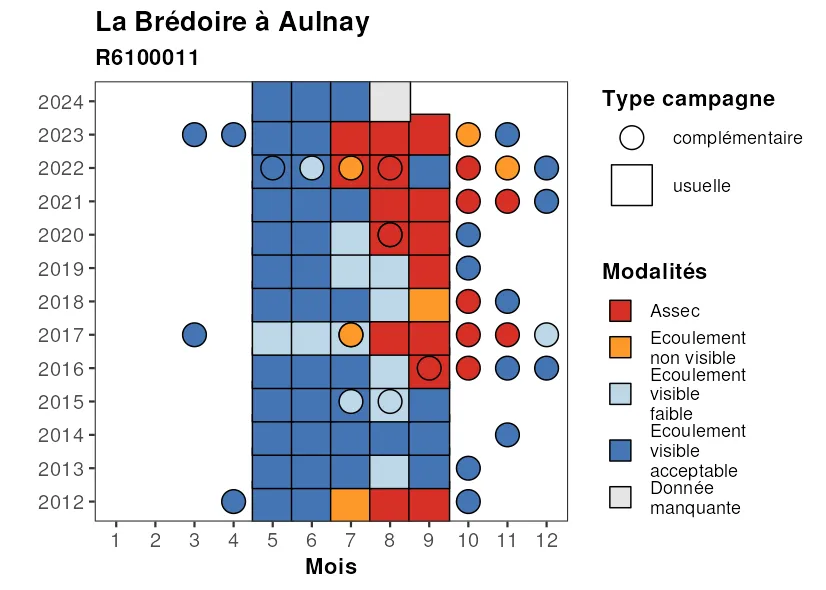 La Brédoire à Aulnay
R6100011
2024
2023
2022
2021
2020
2019
2018
2017
2016
2015
2014
2013
2012
1 2 3 4 5 6 7 8 9 10 11 12
Mois
Type campagne
complémentaire
usuelle
Modalités
Assec
Ecoulement
non visible
Ecoulement
visible
faible
Ecoulement
visible
acceptable
Donnée
manquante